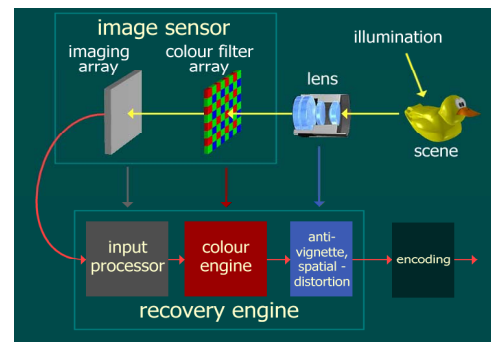 image sensor
illumination
imaging
array
colour filter
array
lens
scene
input
processor
colour
engine
anti-
vignette,
spatial -
distortion
encoding
recovery engine